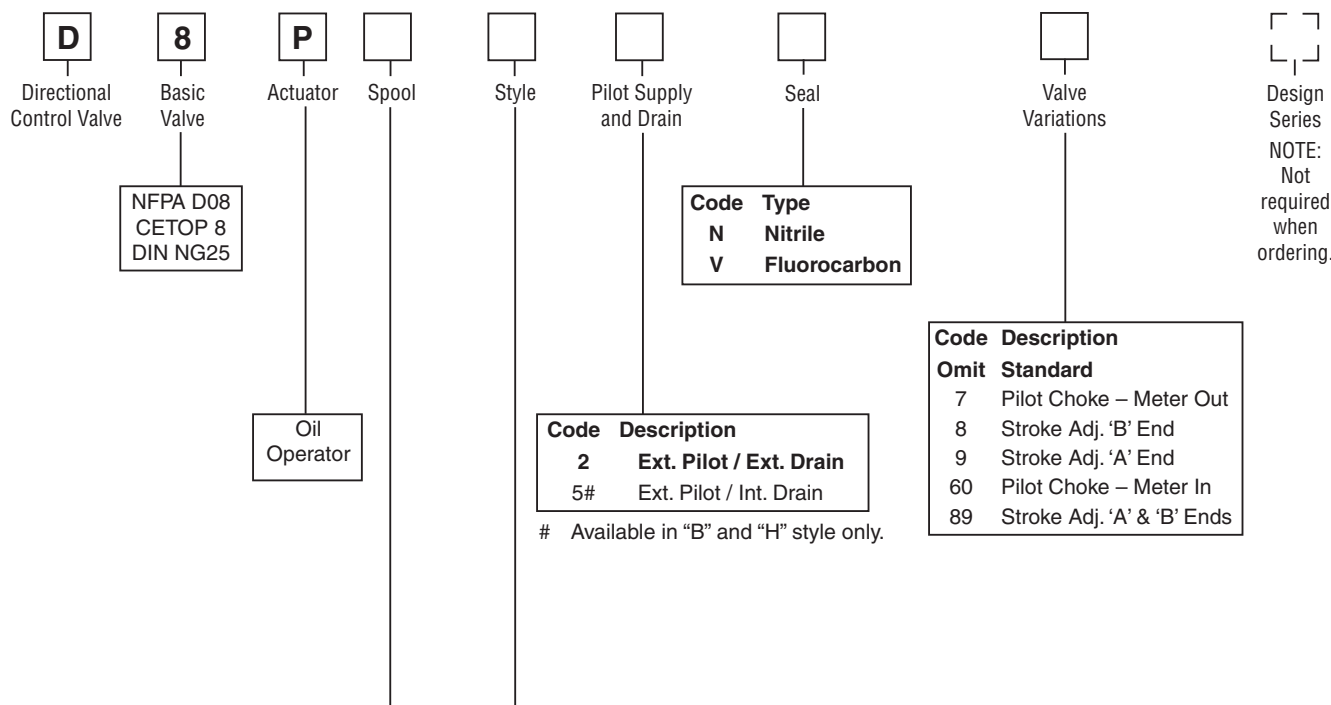 D 8 P
Directional
Control Valve
Basic
Valve
Actuator
Spool
Style
Pilot Supply
and Drain
Seal
Valve
Variations
Design
Series
NOTE:
Not
required
when
ordering.
NFPA D08
CETOP 8
DIN NG25
Oil
Operator
Code Description
2 Ext. Pilot / Ext. Drain
5# Ext. Pilot / Int. Drain
# Available in “B” and “H” style only.
Code Type
N Nitrile
V Fluorocarbon
Code Description
Omit Standard
7 Pilot Choke – Meter Out
8 Stroke Adj. ‘B’ End
9 Stroke Adj. ‘A’ End
60 Pilot Choke – Meter In
89 Stroke Adj. ‘A’ & ‘B’ Ends